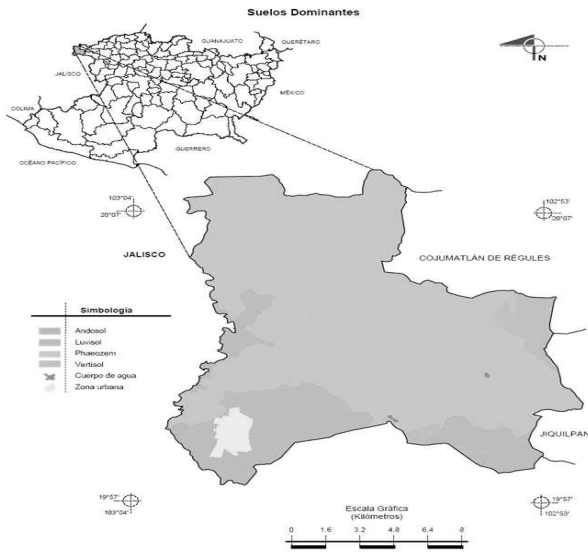 Suelos Dominantes
GUANAJUATO
QUERÉTARO
JALISCO
MÉXICO
COLIMA
GUERRERO
OCÉANO PACÍFICO
N
103°04'
20°07'
102°53'
20°07'
JALISCO
COJUMATLÁN DE RÉGULES
Simbología
Andosol
Luvisol
Phaeozem
Vertisol
Cuerpo de agua
Zona urbana
JIQUILPAN
19°57'
103°04'
19°57'
102°53'
Escala Gráfica
(Kilómetros)
0 1.6 3.2 4.8 6.4 8